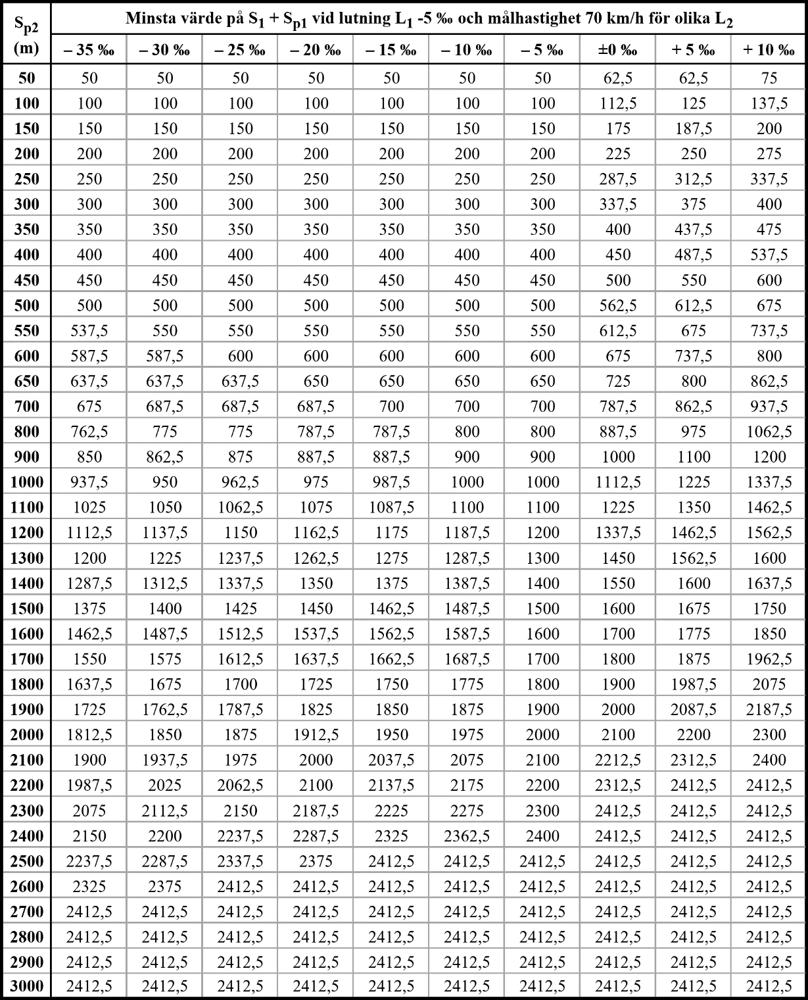 S_p2 (m) Minsta värde på S_1 + S_p1 vid lutning L_1 -5 ‰ och målhastighet 70 km/h för olika L_2
– 35 ‰ – 30 ‰ – 25 ‰ – 20 ‰ – 15 ‰ – 10 ‰ – 5 ‰ ±0 ‰ + 5 ‰ + 10 ‰
50 50 50 50 50 50 50 50 62,5 62,5 75
100 100 100 100 100 100 100 100 112,5 125 137,5
150 150 150 150 150 150 150 150 175 187,5 200
200 200 200 200 200 200 200 200 225 250 275
250 250 250 250 250 250 250 250 287,5 312,5 337,5
300 300 300 300 300 300 300 300 337,5 375 400
350 350 350 350 350 350 350 350 400 437,5 475
400 400 400 400 400 400 400 400 450 487,5 537,5
450 450 450 450 450 450 450 450 500 550 600
500 500 500 500 500 500 500 500 562,5 612,5 675
550 537,5 550 550 550 550 550 550 612,5 675 737,5
600 587,5 587,5 600 600 600 600 600 675 737,5 800
650 637,5 637,5 637,5 650 650 650 650 725 800 862,5
700 675 687,5 687,5 687,5 700 700 700 787,5 862,5 937,5
800 762,5 775 775 787,5 787,5 800 800 887,5 975 1062,5
900 850 862,5 875 887,5 887,5 900 900 1000 1100 1200
1000 937,5 950 962,5 975 987,5 1000 1000 1112,5 1225 1337,5
1100 1025 1050 1062,5 1075 1087,5 1100 1100 1225 1350 1462,5
1200 1112,5 1137,5 1150 1162,5 1175 1187,5 1200 1337,5 1462,5 1562,5
1300 1200 1225 1237,5 1262,5 1275 1287,5 1300 1450 1562,5 1600
1400 1287,5 1312,5 1337,5 1350 1375 1387,5 1400 1550 1600 1637,5
1500 1375 1400 1425 1450 1462,5 1487,5 1500 1600 1675 1750
1600 1462,5 1487,5 1512,5 1537,5 1562,5 1587,5 1600 1700 1775 1850
1700 1550 1575 1612,5 1637,5 1662,5 1687,5 1700 1800 1875 1962,5
1800 1637,5 1675 1700 1725 1750 1775 1800 1900 1987,5 2075
1900 1725 1762,5 1787,5 1825 1850 1875 1900 2000 2087,5 2187,5
2000 1812,5 1850 1875 1912,5 1950 1975 2000 2100 2200 2300
2100 1900 1937,5 1975 2000 2037,5 2075 2100 2212,5 2312,5 2400
2200 1987,5 2025 2062,5 2100 2137,5 2175 2200 2312,5 2412,5 2412,5
2300 2075 2112,5 2150 2187,5 2225 2275 2300 2412,5 2412,5 2412,5
2400 2150 2200 2237,5 2287,5 2325 2362,5 2400 2412,5 2412,5 2412,5
2500 2237,5 2287,5 2337,5 2375 2412,5 2412,5 2412,5 2412,5 2412,5 2412,5
2600 2325 2375 2412,5 2412,5 2412,5 2412,5 2412,5 2412,5 2412,5 2412,5
2700 2412,5 2412,5 2412,5 2412,5 2412,5 2412,5 2412,5 2412,5 2412,5 2412,5
2800 2412,5 2412,5 2412,5 2412,5 2412,5 2412,5 2412,5 2412,5 2412,5 2412,5
2900 2412,5 2412,5 2412,5 2412,5 2412,5 2412,5 2412,5 2412,5 2412,5 2412,5
3000 2412,5 2412,5 2412,5 2412,5 2412,5 2412,5 2412,5 2412,5 2412,5 2412,5